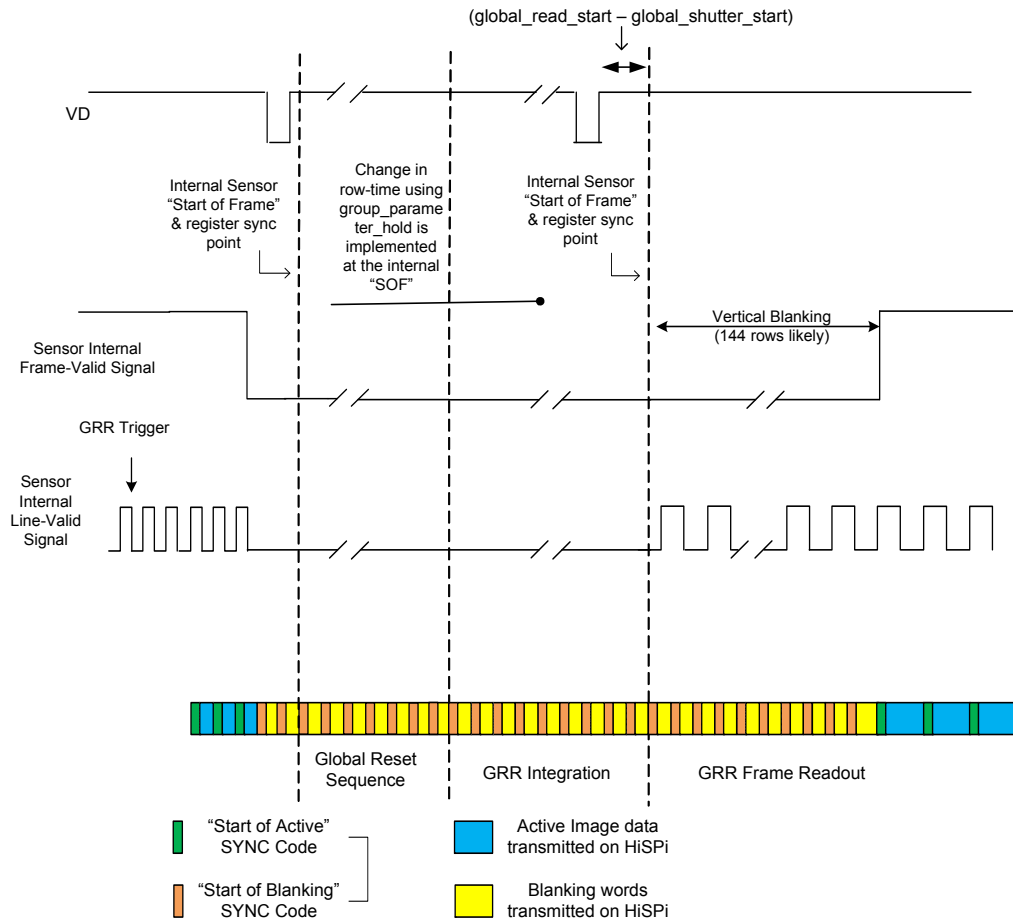 (global_read_start – global_shutter_start)
VD
Internal Sensor
“Start of Frame”
& register sync
point
Change in
row-time using
group_parame
ter_hold is
implemented
at the internal
“SOF”
Internal Sensor
“Start of Frame”
& register sync
point
Vertical Blanking
(144 rows likely)
Sensor Internal
Frame-Valid Signal
GRR Trigger
Sensor
Internal
Line-Valid
Signal
Global Reset
Sequence
GRR Integration
GRR Frame Readout
“Start of Active”
SYNC Code
Active Image data
transmitted on HiSPi
“Start of Blanking”
SYNC Code
Blanking words
transmitted on HiSPi